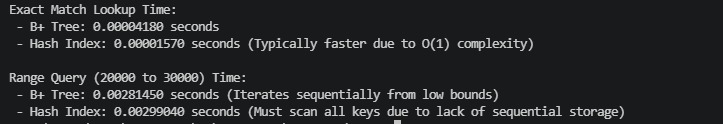 Exact Match Lookup Time:
- B+ Tree: 0.00004180 seconds
- Hash Index: 0.00001570 seconds (Typically faster due to O(1) complexity)
Range Query (20000 to 30000) Time:
- B+ Tree: 0.00281450 seconds (Iterates sequentially from low bounds)
- Hash Index: 0.00299040 seconds (Must scan all keys due to lack of sequential storage)